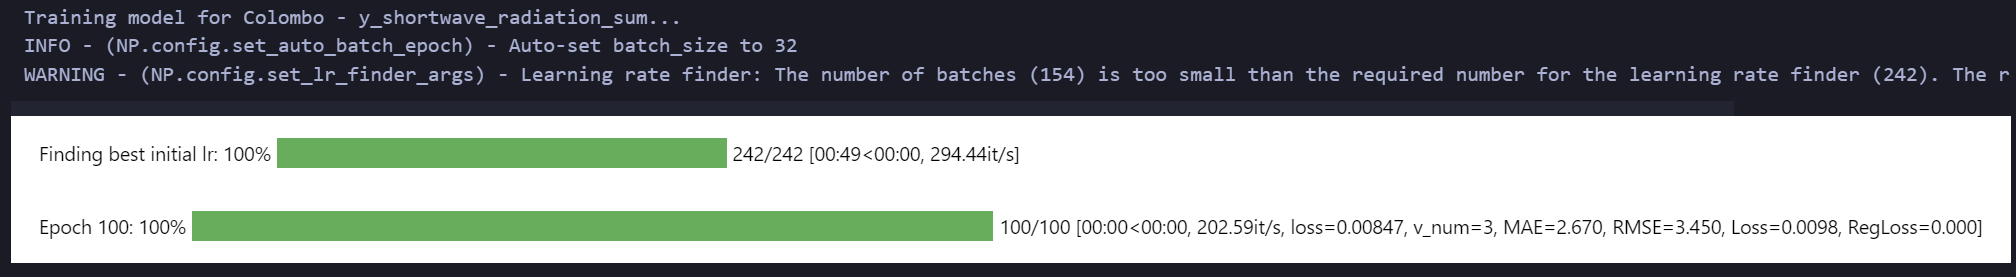 Training model for Colombo - y_shortwave_radiation_sum...
INFO - (NP.config.set_auto_batch_epoch) - Auto-set batch_size to 32
WARNING - (NP.config.set_lr_finder_args) - Learning rate finder: The number of batches (154) is too small than the required number for the learning rate finder (242). The r
Finding best initial lr: 100% 242/242 [00:49<00:00, 294.44it/s]
Epoch 100: 100% 100/100 [00:00<00:00, 202.59it/s, loss=0.00847, v_num=3, MAE=2.670, RMSE=3.450, Loss=0.0098, RegLoss=0.000]